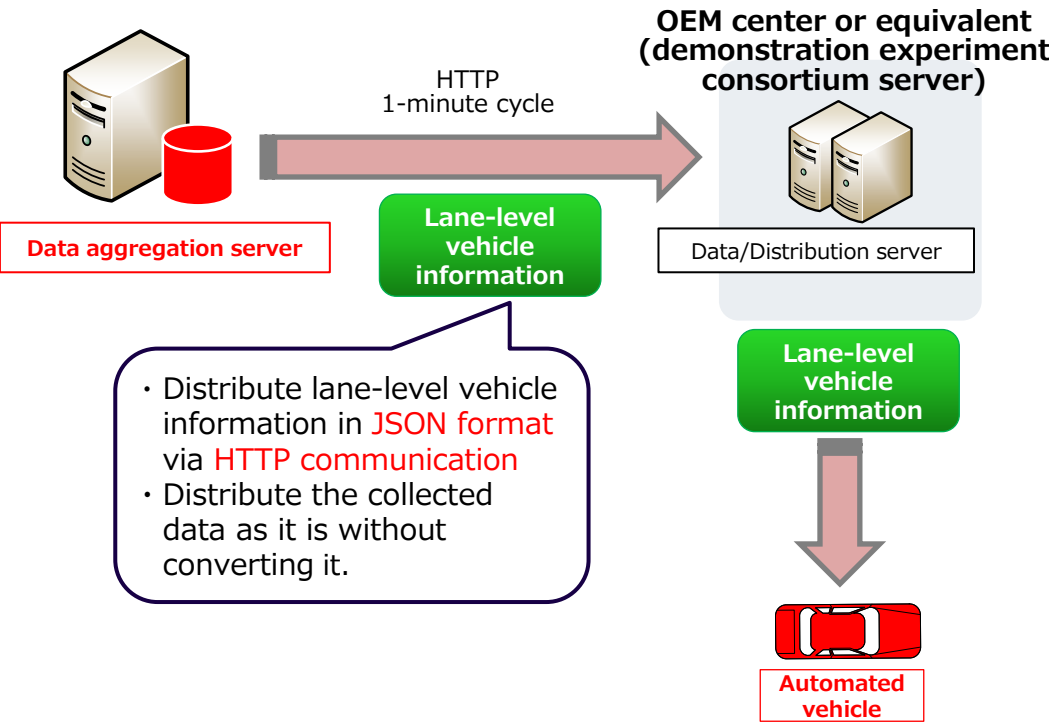 OEM center or equivalent
(demonstration experiment
consortium server)
HTTP
1-minute cycle
Data aggregation server
Lane-level
vehicle
information
Data/Distribution server
・Distribute lane-level vehicle
information in JSON format
via HTTP communication
・Distribute the collected
data as it is without
converting it.
Lane-level
vehicle
information
Automated
vehicle